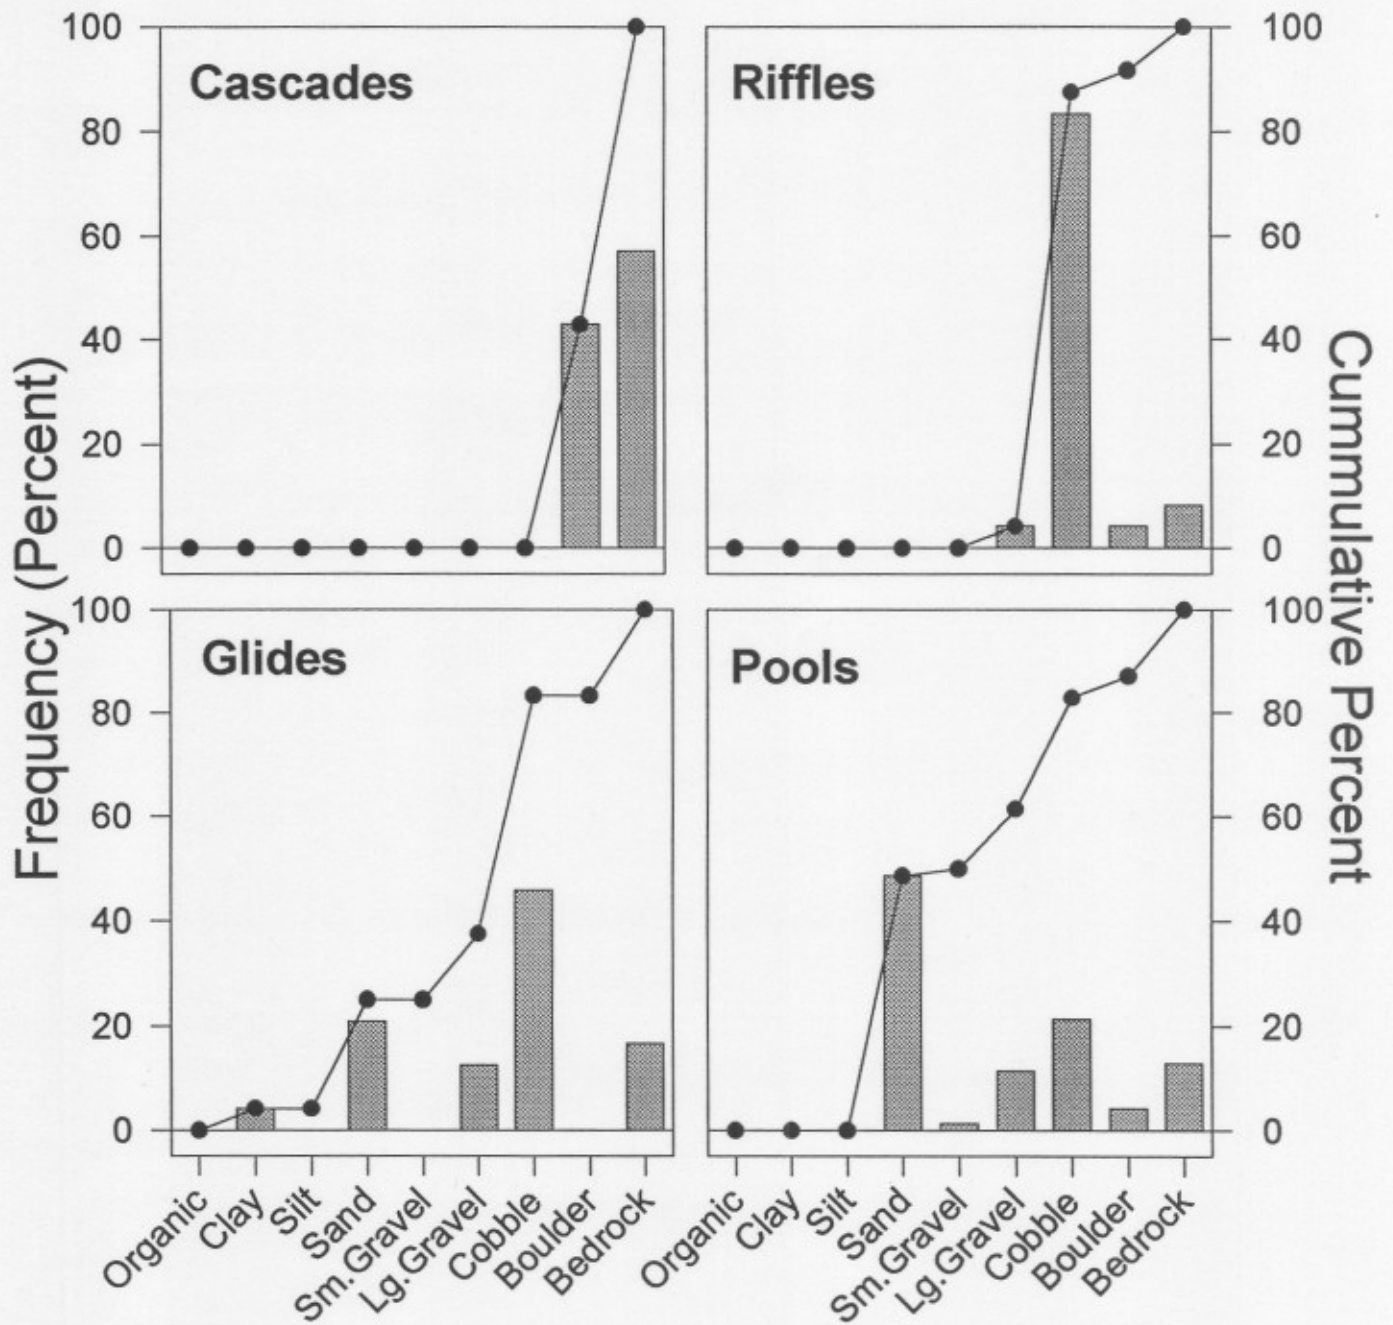 Cascades
Riffles
100
80
60
40
20
0
100
80
60
40
20
0
Glides
Pools
100
80
60
40
20
0
100
80
60
40
20
0
Frequency (Percent)
Cummulative Percent
Organic
Clay
Silt
Sand
Sm. Gravel
Lg. Gravel
Cobble
Boulder
Bedrock
Organic
Clay
Silt
Sand
Sm. Gravel
Lg. Gravel
Cobble
Boulder
Bedrock